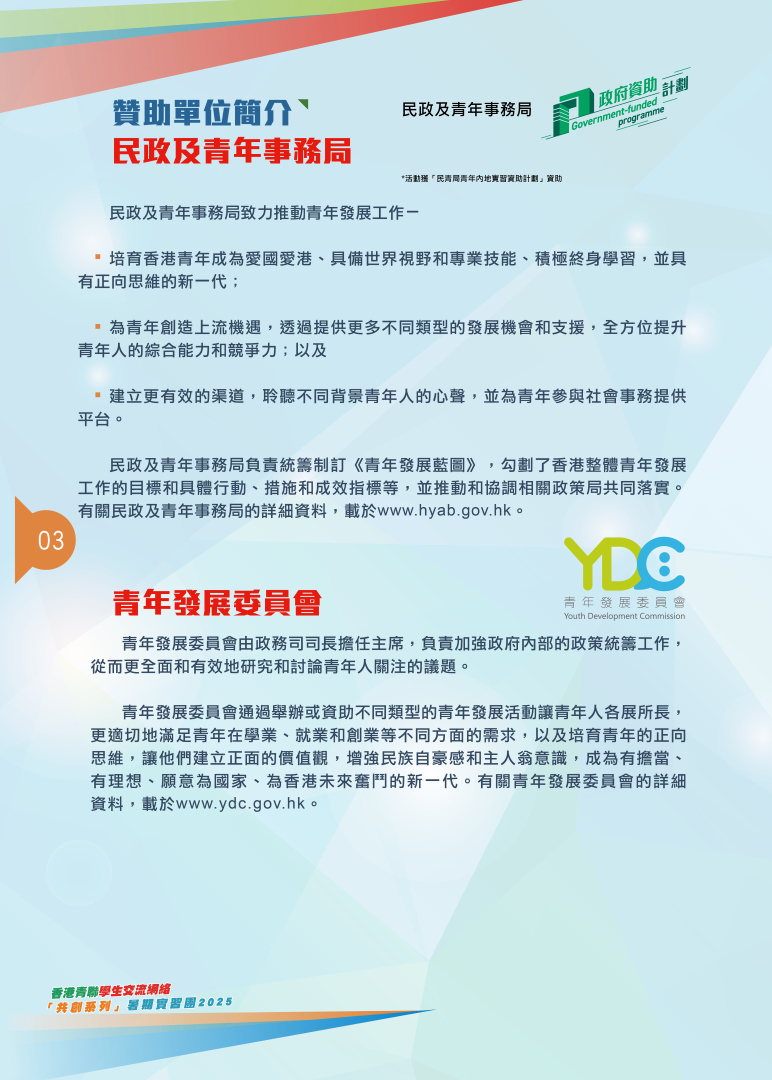 贊助單位簡介
民政及青年事務局
民政及青年事務局
政府資助計劃
Government-funded
programme
*活動獲「民青局青年內地實習資助計劃」資助
民政及青年事務局致力推動青年發展工作－
▪ 培育香港青年成為愛國愛港、具備世界視野和專業技能、積極終身學習，並具
有正向思維的新一代；
▪ 為青年創造上流機遇，透過提供更多不同類型的發展機會和支援，全方位提升
青年人的綜合能力和競爭力；以及
▪ 建立更有效的渠道，聆聽不同背景青年人的心聲，並為青年參與社會事務提供
平台。
民政及青年事務局負責統籌制訂《青年發展藍圖》，勾劃了香港整體青年發展
工作的目標和具體行動、措施和成效指標等，並推動和協調相關政策局共同落實。
有關民政及青年事務局的詳細資料，載於www.hyab.gov.hk。
03
YDC
青年發展委員會
Youth Development Commission
青年發展委員會
青年發展委員會由政務司司長擔任主席，負責加強政府內部的政策統籌工作，
從而更全面和有效地研究和討論青年人關注的議題。
青年發展委員會通過舉辦或資助不同類型的青年發展活動讓青年人各展所長，
更適切地滿足青年在學業、就業和創業等不同方面的需求，以及培育青年的正向
思維，讓他們建立正面的價值觀，增強民族自豪感和主人翁意識，成為有擔當、
有理想、願意為國家、為香港未來奮鬥的新一代。有關青年發展委員會的詳細
資料，載於www.ydc.gov.hk。
香港青聯學生交流網絡
「共創系列」暑期實習團2025